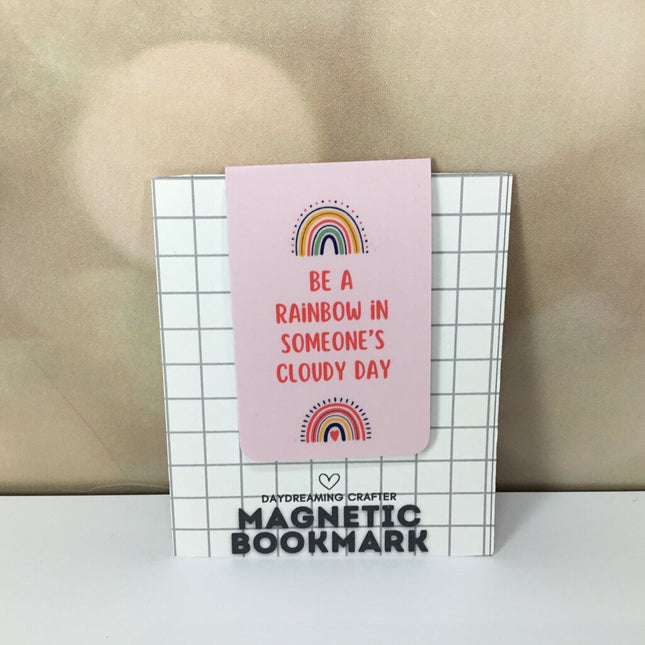 BE A
RAiNBOW iN
SOMEONE'S
CLOUDY DAY
DAYDREAMING CRAFTER
MAGNETIC
BOOKMARK